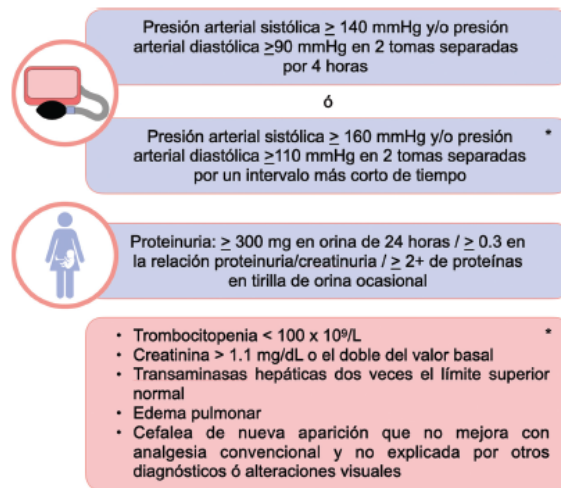 Presión arterial sistólica ≥ 140 mmHg y/o presión
arterial diastólica ≥90 mmHg en 2 tomas separadas
por 4 horas
ó
Presión arterial sistólica ≥ 160 mmHg y/o presión *
arterial diastólica ≥110 mmHg en 2 tomas separadas
por un intervalo más corto de tiempo
Proteinuria: ≥ 300 mg en orina de 24 horas / ≥ 0.3 en
la relación proteinuria/creatinuria / ≥ 2+ de proteínas
en tirilla de orina ocasional
• Trombocitopenia < 100 x 10⁹/L *
• Creatinina > 1.1 mg/dL o el doble del valor basal
• Transaminasas hepáticas dos veces el límite superior
normal
• Edema pulmonar
• Cefalea de nueva aparición que no mejora con
analgesia convencional y no explicada por otros
diagnósticos ó alteraciones visuales